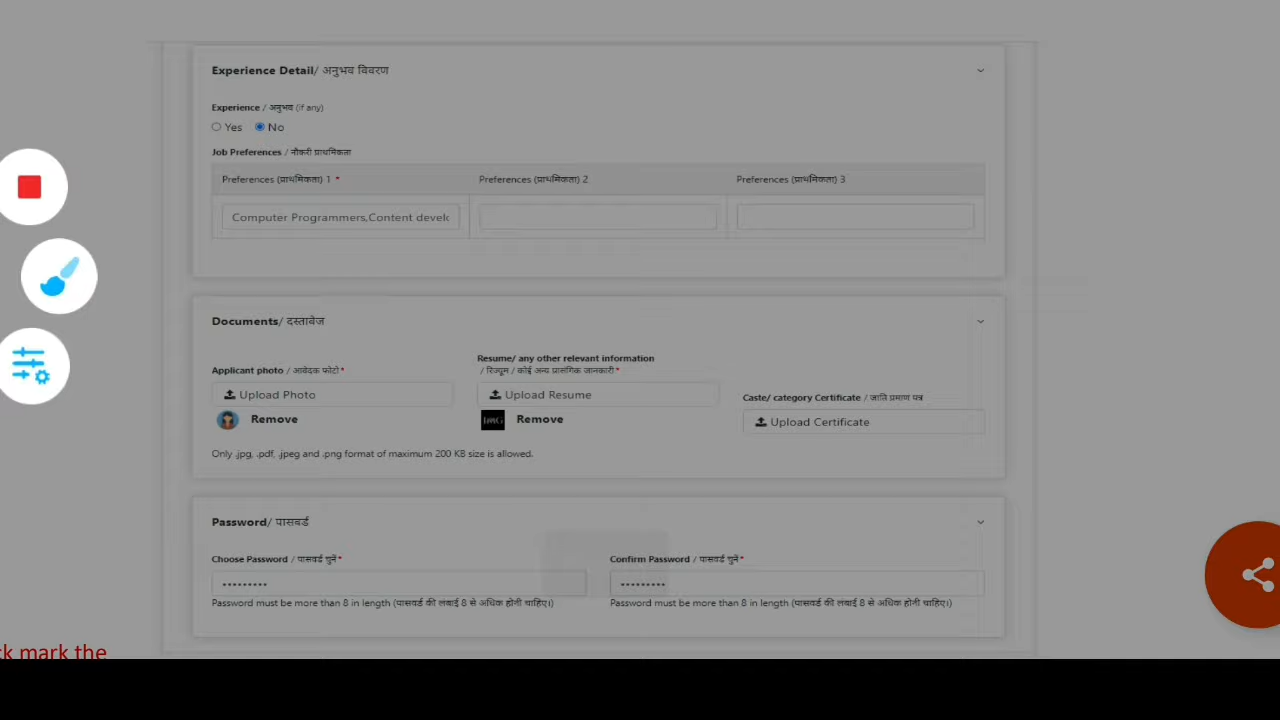 Experience Detail/ अनुभव विवरण
Experience / अनुभव (if any)
Yes No
Job Preferences / नौकरी प्राथमिकता
Preferences (प्राथमिकता) 1 * Preferences (प्राथमिकता) 2 Preferences (प्राथमिकता) 3
Computer Programmers,Content develo
Documents/ दस्तावेज
Resume/ any other relevant information
Applicant photo / आवेदक फोटो* / रिज्यूम / कोई अन्य प्रासंगिक जानकारी*
Caste/ category Certificate / जाति प्रमाण पत्र
Upload Photo Upload Resume
Upload Certificate
Remove IMG Remove
Only .jpg, .pdf, .jpeg and .png format of maximum 200 KB size is allowed.
Password/ पासवर्ड
Choose Password / पासवर्ड चुनें* Confirm Password / पासवर्ड चुनें*
Password must be more than 8 in length (पासवर्ड की लंबाई 8 से अधिक होनी चाहिए।) Password must be more than 8 in length (पासवर्ड की लंबाई 8 से अधिक होनी चाहिए।)
ck mark the